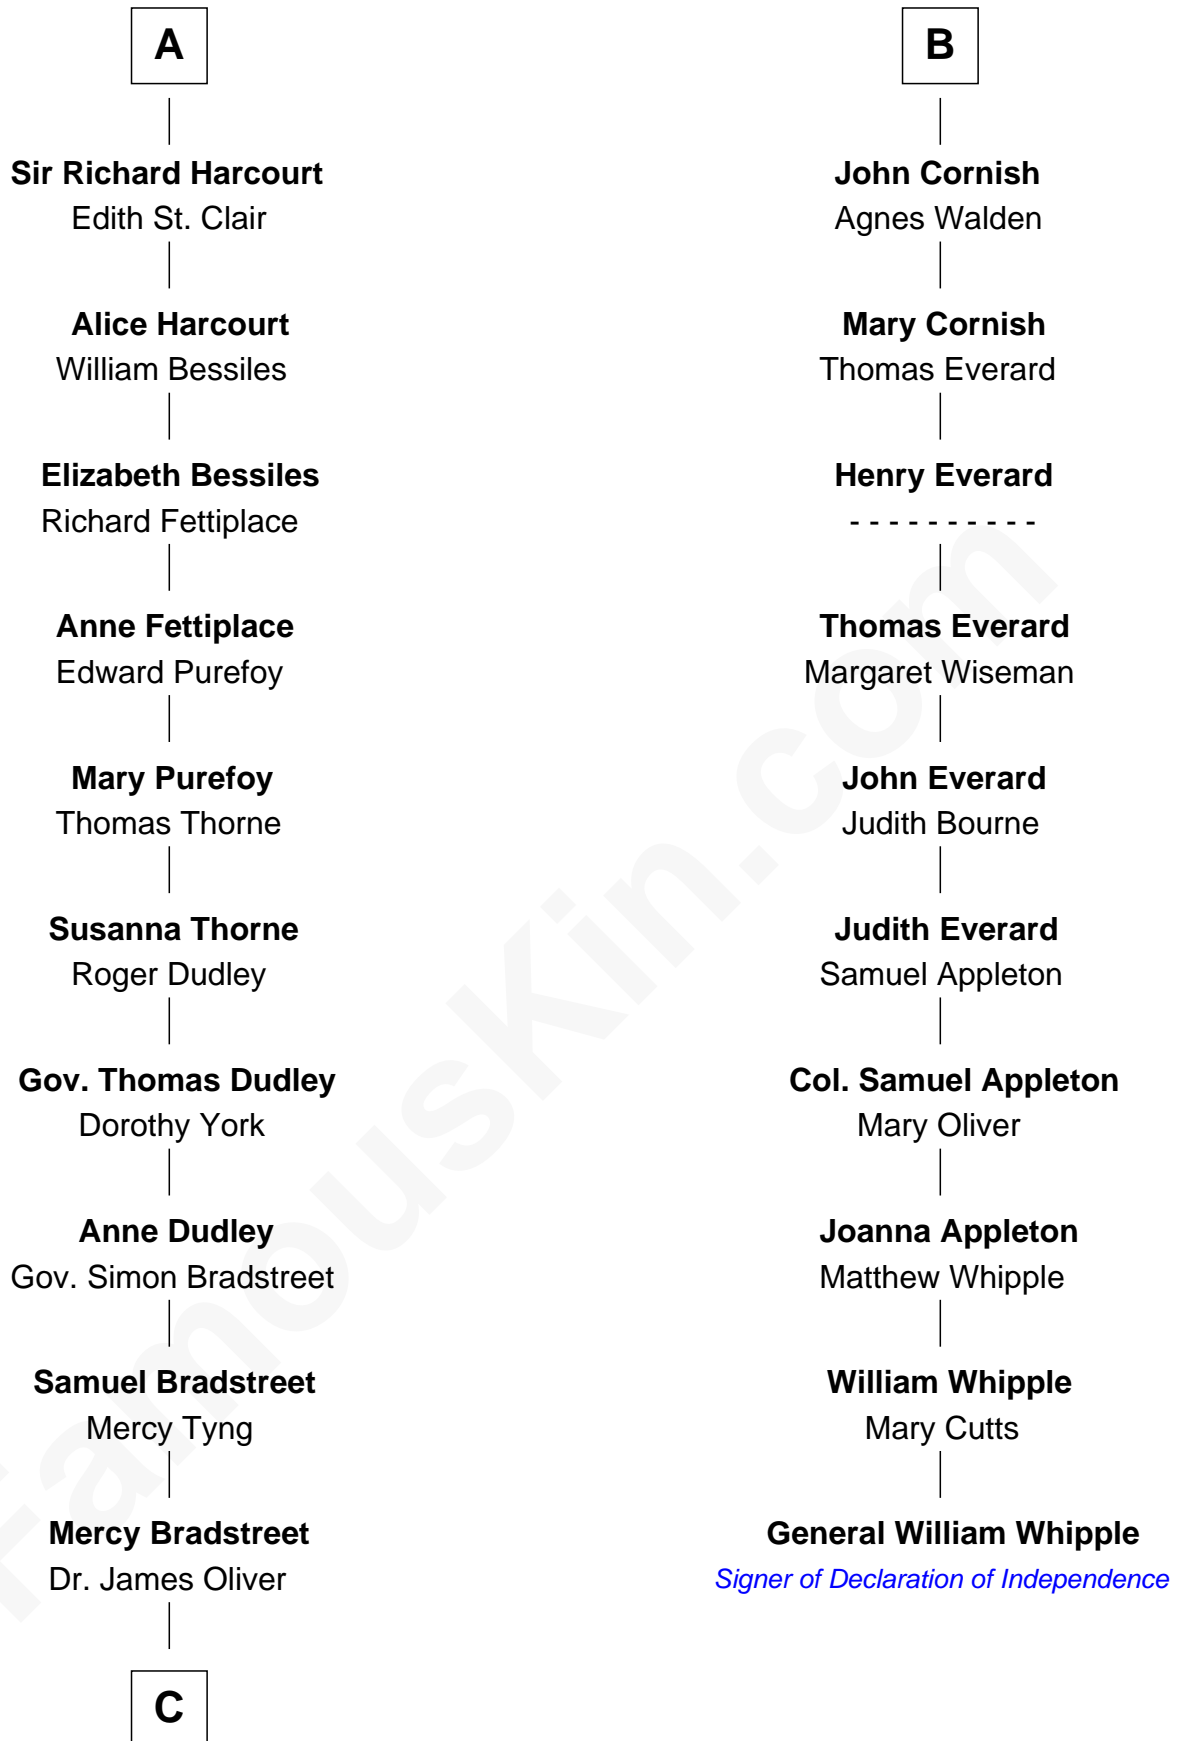 A
Sir Richard Harcourt
Edith St. Clair
Alice Harcourt
William Bessiles
Elizabeth Bessiles
Richard Fettiplace
Anne Fettiplace
Edward Purefoy
Mary Purefoy
Thomas Thorne
Susanna Thorne
Roger Dudley
Gov. Thomas Dudley
Dorothy York
Anne Dudley
Gov. Simon Bradstreet
Samuel Bradstreet
Mercy Tyng
Mercy Bradstreet
Dr. James Oliver
C
B
John Cornish
Agnes Walden
Mary Cornish
Thomas Everard
Henry Everard
- - - - - - - - - -
Thomas Everard
Margaret Wiseman
John Everard
Judith Bourne
Judith Everard
Samuel Appleton
Col. Samuel Appleton
Mary Oliver
Joanna Appleton
Matthew Whipple
William Whipple
Mary Cutts
General William Whipple
Signer of Declaration of Independence
FamousKin.com